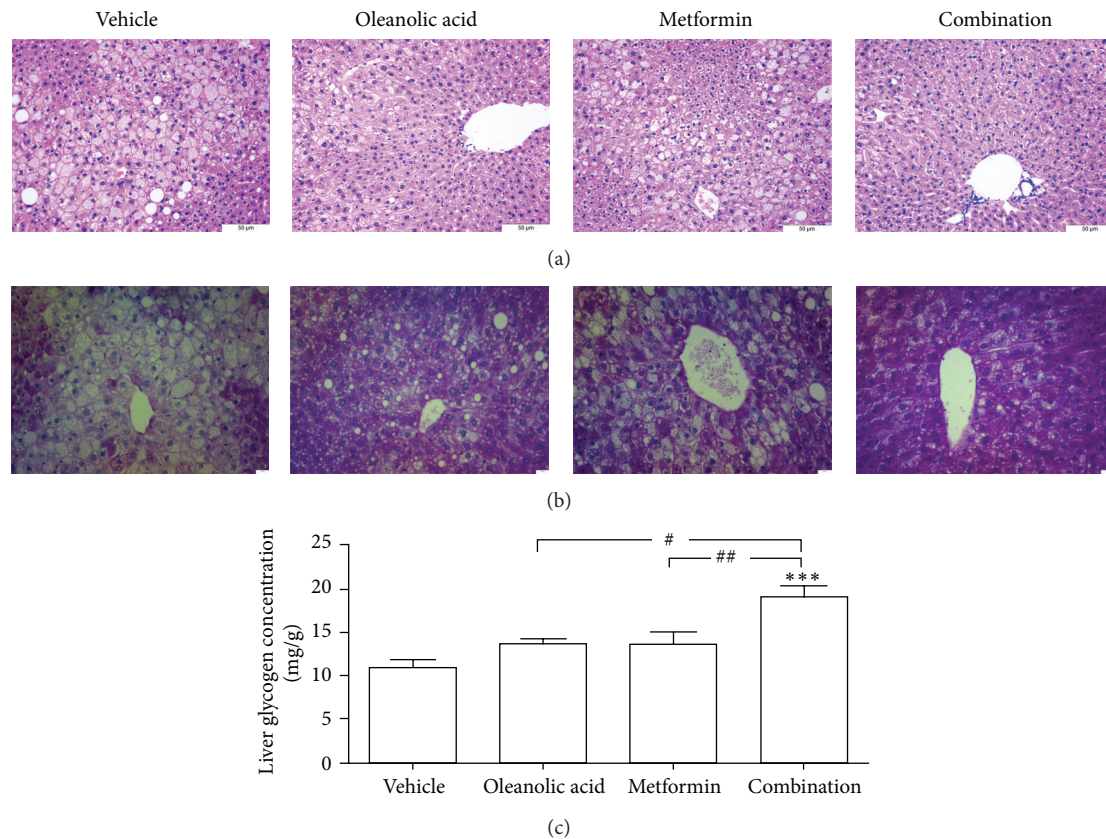 Vehicle Oleanolic acid Metformin Combination
50 μm 50 μm 50 μm 50 μm
(a)
(b)
Liver glycogen concentration
(mg/g)
25
20
15
10
5
0
#
##
***
Vehicle Oleanolic acid Metformin Combination
(c)